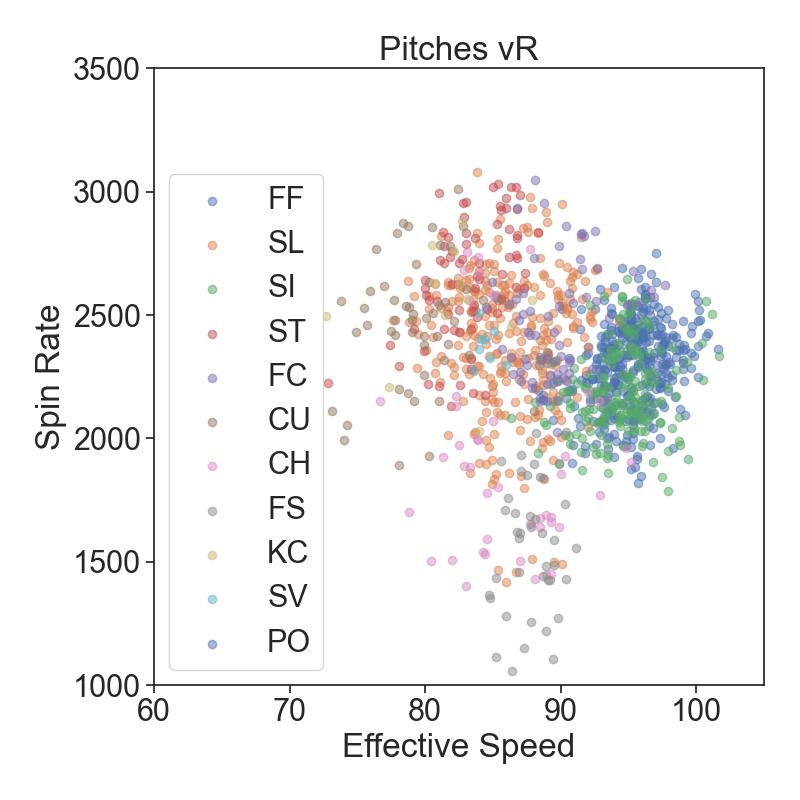 Pitches vR
3500
3000
2500
2000
1500
1000
Spin Rate
FF
SL
SI
ST
FC
CU
CH
FS
KC
SV
PO
60 70 80 90 100
Effective Speed